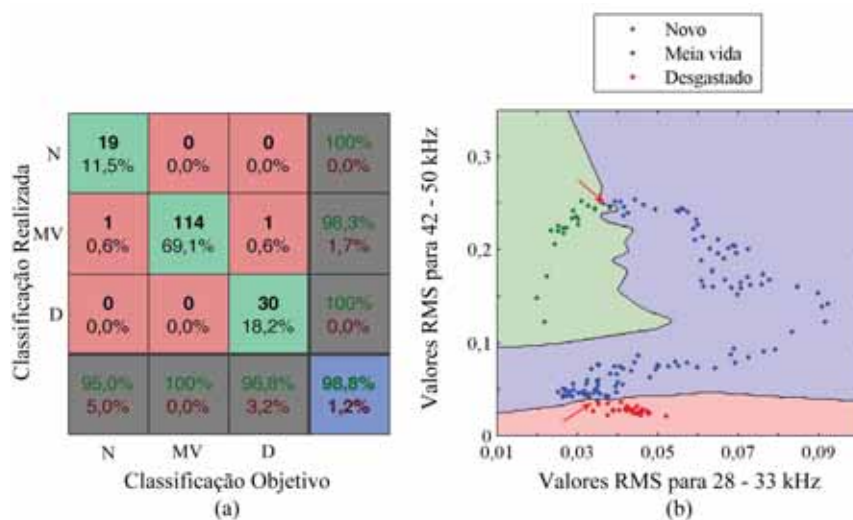 Novo
Meia vida
Desgastado
Classificação Realizada
N
19
11,5%
0
0,0%
0
0,0%
100%
0,0%
MV
1
0,6%
114
69,1%
1
0,6%
98,3%
1,7%
D
0
0,0%
0
0,0%
30
18,2%
100%
0,0%
95,0%
5,0%
100%
0,0%
96,8%
3,2%
98,8%
1,2%
N MV D
Classificação Objetivo
(a)
Valores RMS para 42 - 50 kHz
0,3
0,2
0,1
0
0,01 0,03 0,05 0,07 0,09
Valores RMS para 28 - 33 kHz
(b)